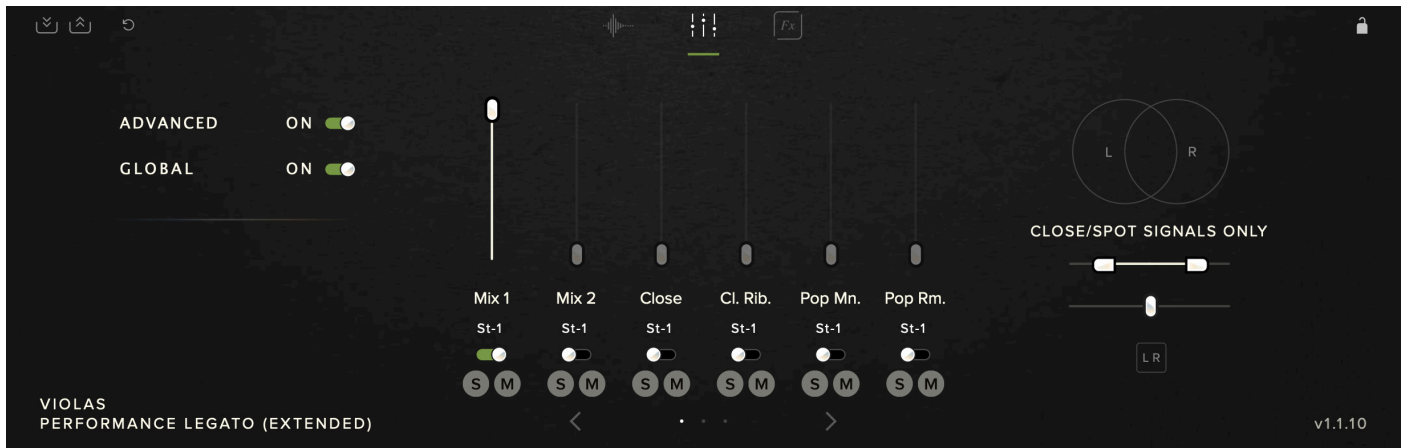 Fx
ADVANCED ON
GLOBAL ON
L R
CLOSE/SPOT SIGNALS ONLY
Mix 1 Mix 2 Close Cl. Rib. Pop Mn. Pop Rm.
St-1 St-1 St-1 St-1 St-1 St-1
S M S M S M S M S M S M
L R
VIOLAS
PERFORMANCE LEGATO (EXTENDED)
v1.1.10